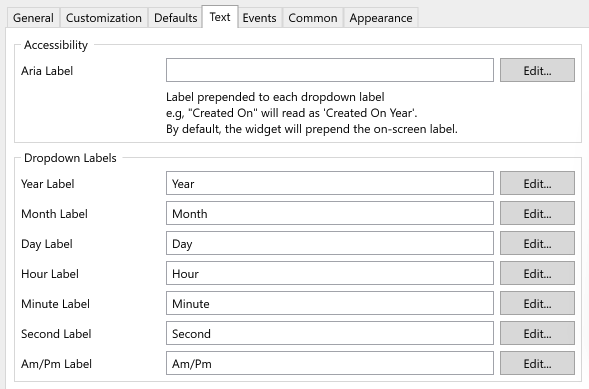 General Customization Defaults Text Events Common Appearance
Accessibility
Aria Label Edit...
Label prepended to each dropdown label
e.g, "Created On" will read as 'Created On Year'.
By default, the widget will prepend the on-screen label.
Dropdown Labels
Year Label Year Edit...
Month Label Month Edit...
Day Label Day Edit...
Hour Label Hour Edit...
Minute Label Minute Edit...
Second Label Second Edit...
Am/Pm Label Am/Pm Edit...